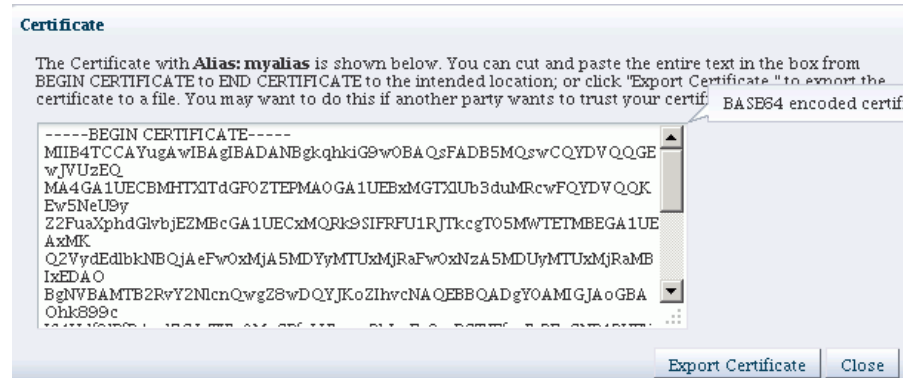 Certificate
The Certificate with Alias: myalias is shown below. You can cut and paste the entire text in the box from
BEGIN CERTIFICATE to END CERTIFICATE to the intended location; or click "Export Certificate " to export the
certificate to a file. You may want to do this if another party wants to trust your certif
BASE64 encoded certif
-----BEGIN CERTIFICATE-----
MIIB4TCCAYugAwIBAgIBADANBgkqhkiG9w0BAQsFADB5MQswCQYDVQQGE
wJVUzEQ
MA4GA1UECBMHTXlTdGF0ZTEPMA0GA1UEBxMGTXlUb3duMRcwFQYDVQQK
Ew5NeU9y
Z2FuaXphdGlvbjEZMBcGA1UECxMQRk9SIFRFU1RJTkcgT05MWTETMBEGA1UE
AxMK
Q2VydEdlbkNBQjAeFw0xMjA5MDYyMTUxMjRaFw0xNzA5MDUyMTUxMjRaMB
IxEDAO
BgNVBAMTB2RvY2NlcnQwgZ8wDQYJKoZIhvcNAQEBBQADgY0AMIGJAoGBA
Ohk899c
Export Certificate
Close